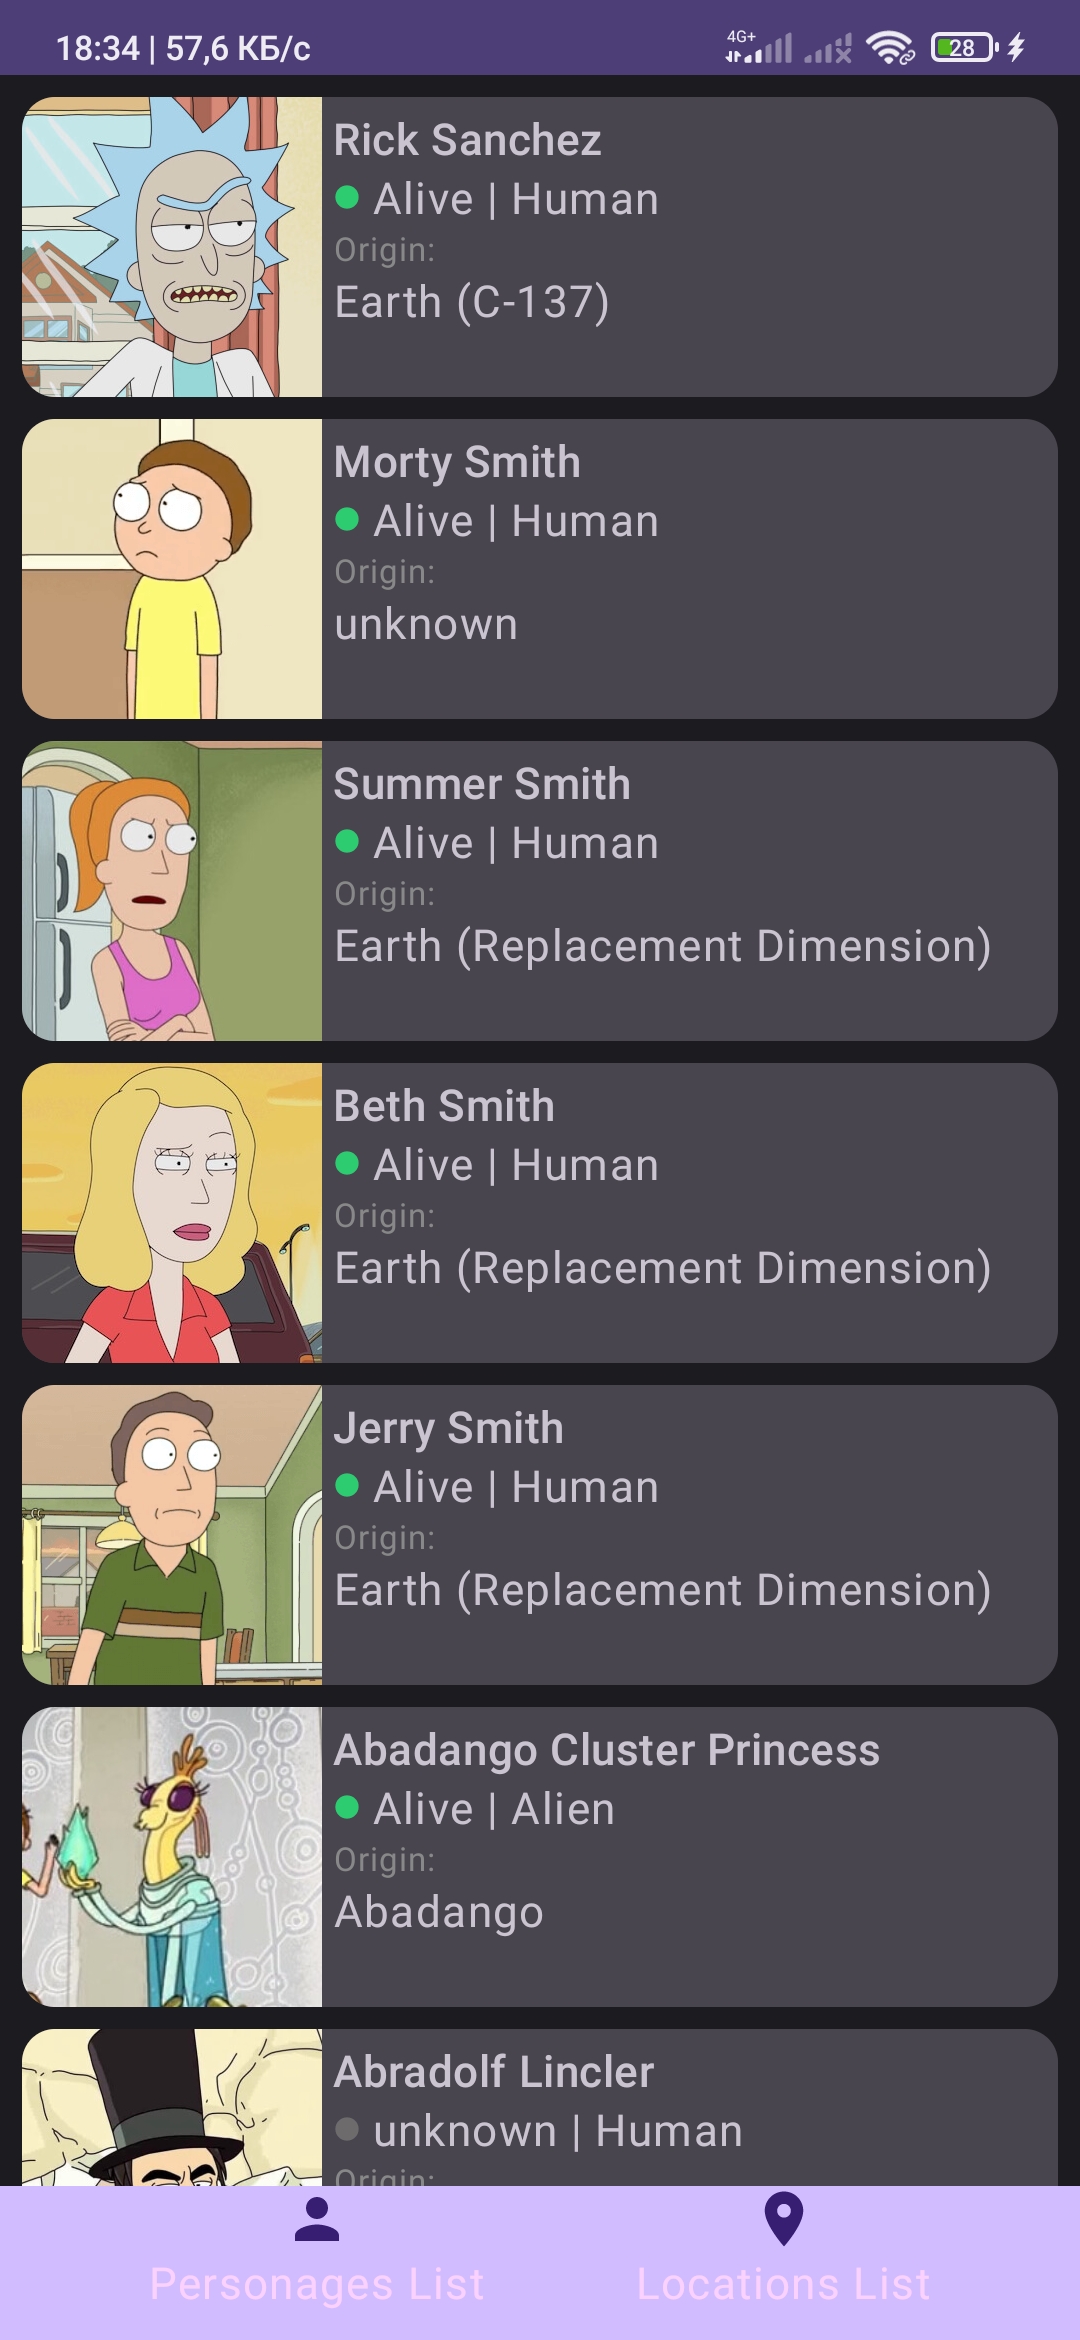 18:34 | 57,6 КБ/с 4G+ 28
Rick Sanchez
Alive | Human
Origin:
Earth (C-137)
Morty Smith
Alive | Human
Origin:
unknown
Summer Smith
Alive | Human
Origin:
Earth (Replacement Dimension)
Beth Smith
Alive | Human
Origin:
Earth (Replacement Dimension)
Jerry Smith
Alive | Human
Origin:
Earth (Replacement Dimension)
Abadango Cluster Princess
Alive | Alien
Origin:
Abadango
Abradolf Lincler
unknown | Human
Origin:
Personages List Locations List